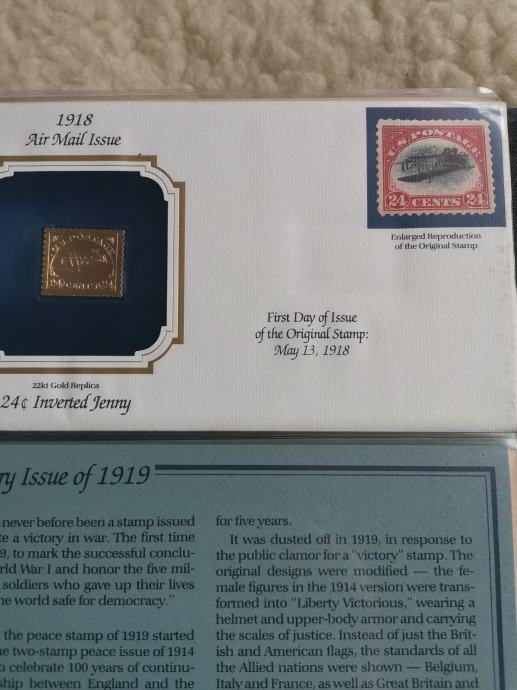 1918
Air Mail Issue
U.S. POSTAGE
24 CENTS 24
Enlarged Reproduction
of the Original Stamp
U.S. POSTAGE
24 CENTS 24
First Day of Issue
of the Original Stamp:
May 13, 1918
22kt Gold Replica
24¢ Inverted Jenny
ry Issue of 1919
never before been a stamp issued
te a victory in war. The first time
9, to mark the successful conclu-
rld War I and honor the five mil-
soldiers who gave up their lives
he world safe for democracy."
the peace stamp of 1919 started
e two-stamp peace issue of 1914
o celebrate 100 years of continu-
ship between England and the
for five years.
It was dusted off in 1919, in response to
the public clamor for a "victory" stamp. The
original designs were modified — the fe-
male figures in the 1914 version were trans-
formed into "Liberty Victorious," wearing a
helmet and upper-body armor and carrying
the scales of justice. Instead of just the Brit-
ish and American flags, the standards of all
the Allied nations were shown — Belgium,
Italy and France, as well as Great Britain and